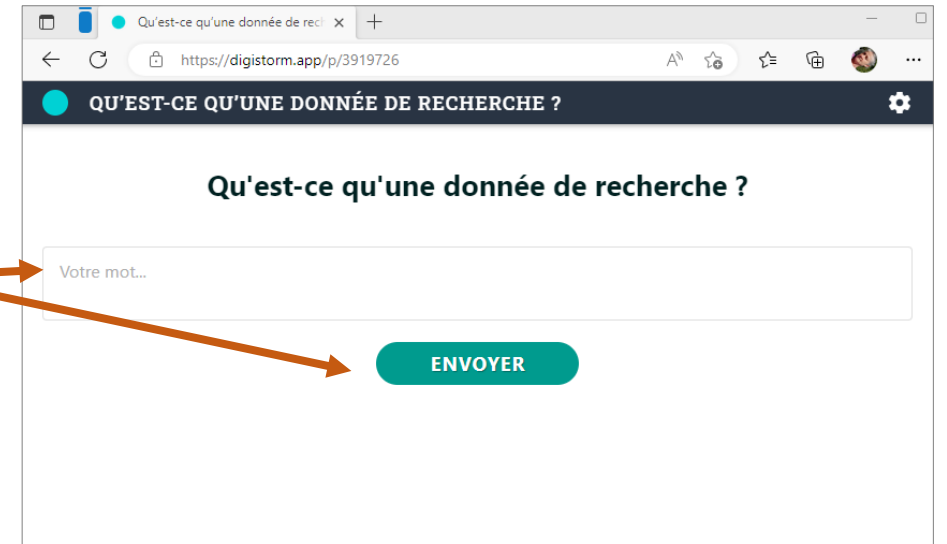 Qu'est-ce qu'une donnée de rech
https://digistorm.app/p/3919726
QU'EST-CE QU'UNE DONNÉE DE RECHERCHE ?
Qu'est-ce qu'une donnée de recherche ?
Votre mot...
ENVOYER